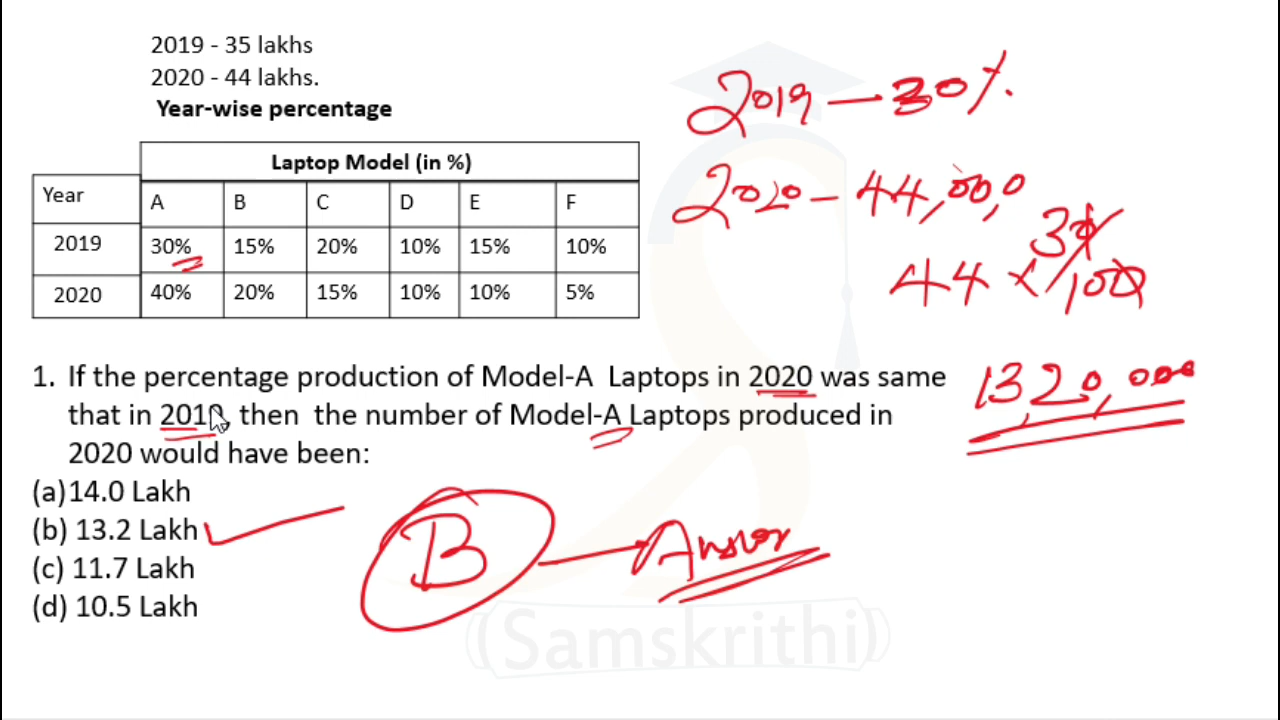 2019 - 35 lakhs
2020 - 44 lakhs.
Year-wise percentage
Laptop Model (in %)
Year A B C D E F
2019 30% 15% 20% 10% 15% 10%
2020 40% 20% 15% 10% 10% 5%
2019 — 30%
2020 - 44,00,0
44 x 30/100
13,20,000
1. If the percentage production of Model-A Laptops in 2020 was same
that in 2019, then the number of Model-A Laptops produced in
2020 would have been:
(a)14.0 Lakh
(b) 13.2 Lakh
(c) 11.7 Lakh
(d) 10.5 Lakh
B — Answer
(Samskrithi)